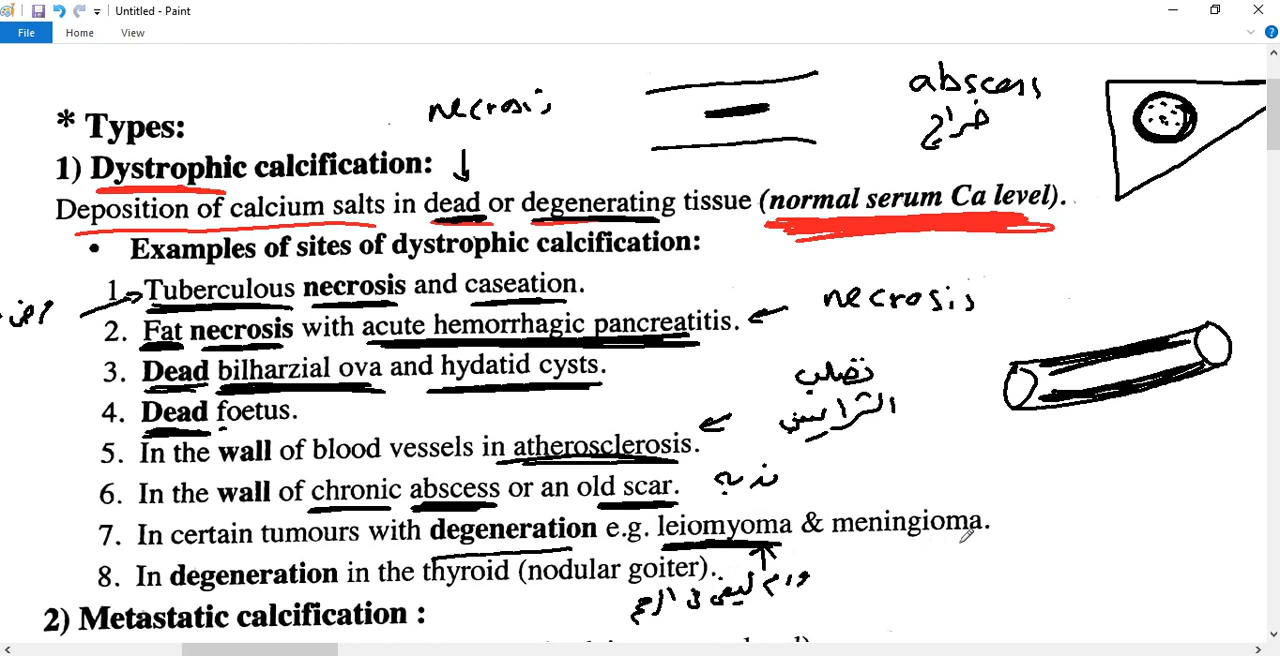 Untitled - Paint
File Home View
necrosis
abscess
خراج
* Types:
1) Dystrophic calcification:
Deposition of calcium salts in dead or degenerating tissue (normal serum Ca level).
• Examples of sites of dystrophic calcification:
1. Tuberculous necrosis and caseation.
2. Fat necrosis with acute hemorrhagic pancreatitis.
necrosis
3. Dead bilharzial ova and hydatid cysts.
تصلب
الشرايين
4. Dead foetus.
5. In the wall of blood vessels in atherosclerosis.
6. In the wall of chronic abscess or an old scar.
ندبه
7. In certain tumours with degeneration e.g. leiomyoma & meningioma.
8. In degeneration in the thyroid (nodular goiter)..
ورم ليفي في الرحم
2) Metastatic calcification :